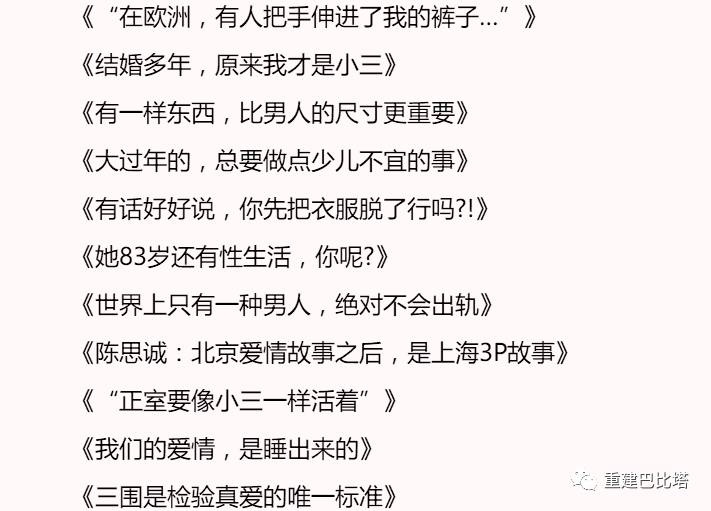 《“在欧洲，有人把手伸进了我的裤子...”》
《结婚多年，原来我才是小三》
《有一样东西，比男人的尺寸更重要》
《大过年的，总要做点少儿不宜的事》
《有话好好说，你先把衣服脱了行吗?!》
《她83岁还有性生活，你呢?》
《世界上只有一种男人，绝对不会出轨》
《陈思诚：北京爱情故事之后，是上海3P故事》
《“正室要像小三一样活着”》
《我们的爱情，是睡出来的》
《三围是检验真爱的唯一标准》
重建巴比塔